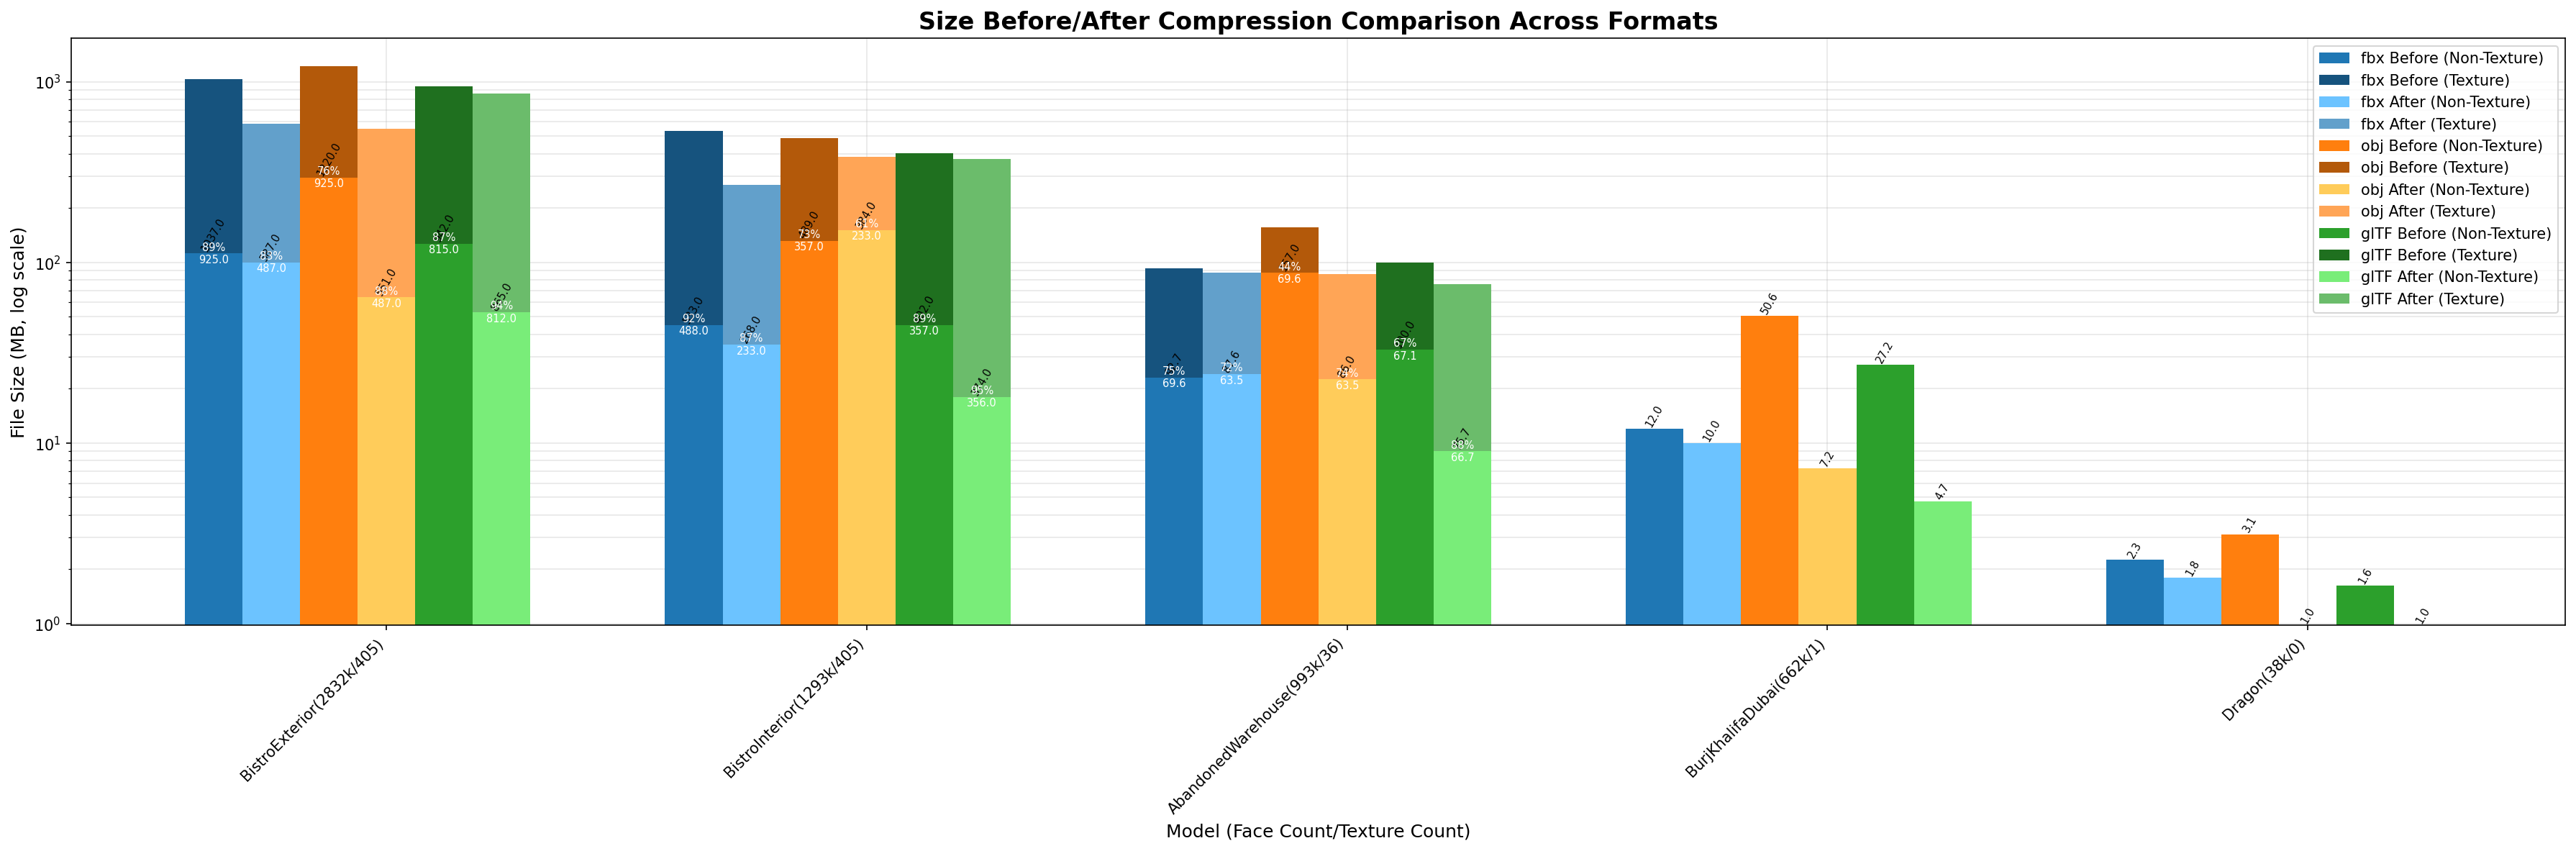 Size Before/After Compression Comparison Across Formats
File Size (MB, log scale)
10³
10²
10¹
10⁰
89%
925.0
83%
487.0
76%
925.0
88%
487.0
87%
815.0
94%
812.0
92%
488.0
87%
233.0
73%
357.0
61%
233.0
89%
357.0
95%
356.0
75%
69.6
72%
63.5
44%
69.6
63.5
67%
67.1
88%
66.7
12.0
10.0
50.6
7.2
27.2
4.7
2.3
1.8
3.1
1.0
1.6
1.0
fbx Before (Non-Texture)
fbx Before (Texture)
fbx After (Non-Texture)
fbx After (Texture)
obj Before (Non-Texture)
obj Before (Texture)
obj After (Non-Texture)
obj After (Texture)
glTF Before (Non-Texture)
glTF Before (Texture)
glTF After (Non-Texture)
glTF After (Texture)
BistroExterior(2832k/405)
BistroInterior(1293k/405)
AbandonedWarehouse(993k/36)
BurjKhalifaDubai(662k/1)
Dragon(38k/0)
Model (Face Count/Texture Count)